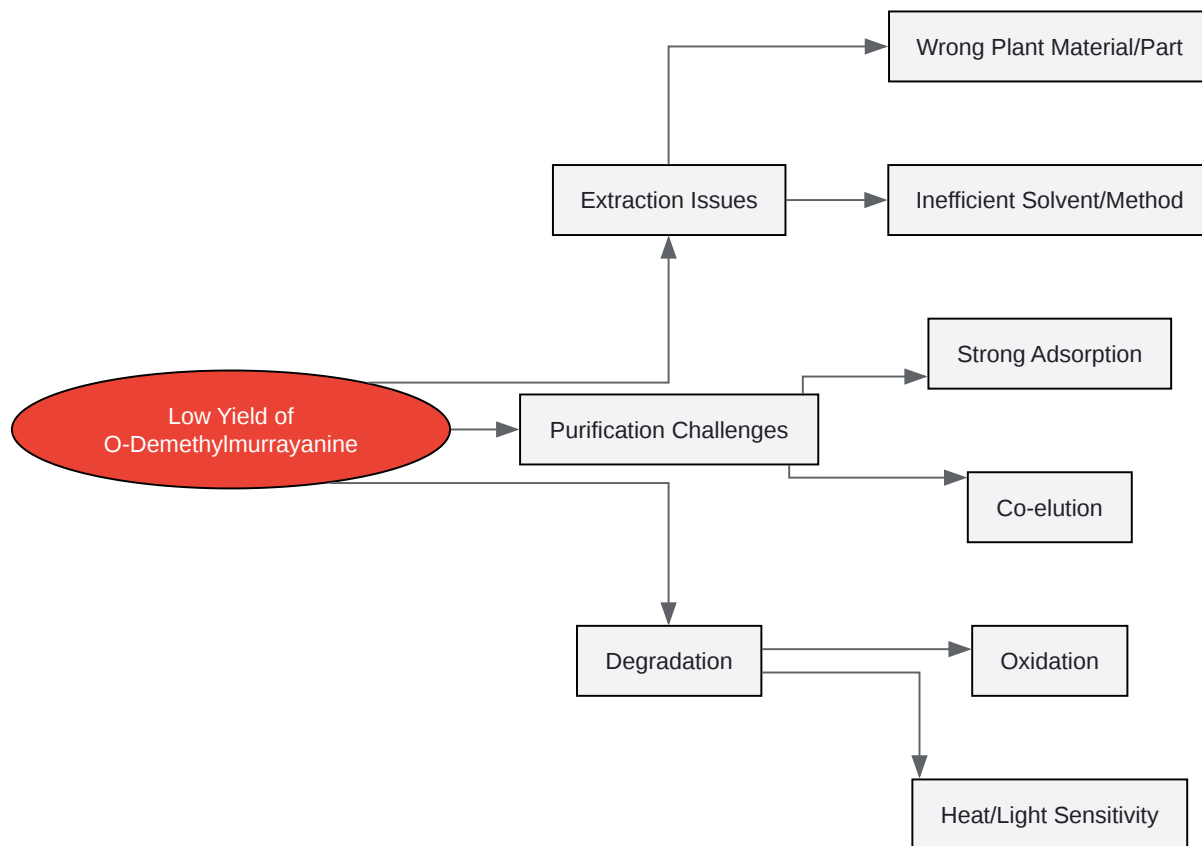 Wrong Plant Material/Part
Extraction Issues
Inefficient Solvent/Method
Strong Adsorption
Low Yield of
O-Demethylmurrayanine
Purification Challenges
Co-elution
Degradation
Oxidation
Heat/Light Sensitivity